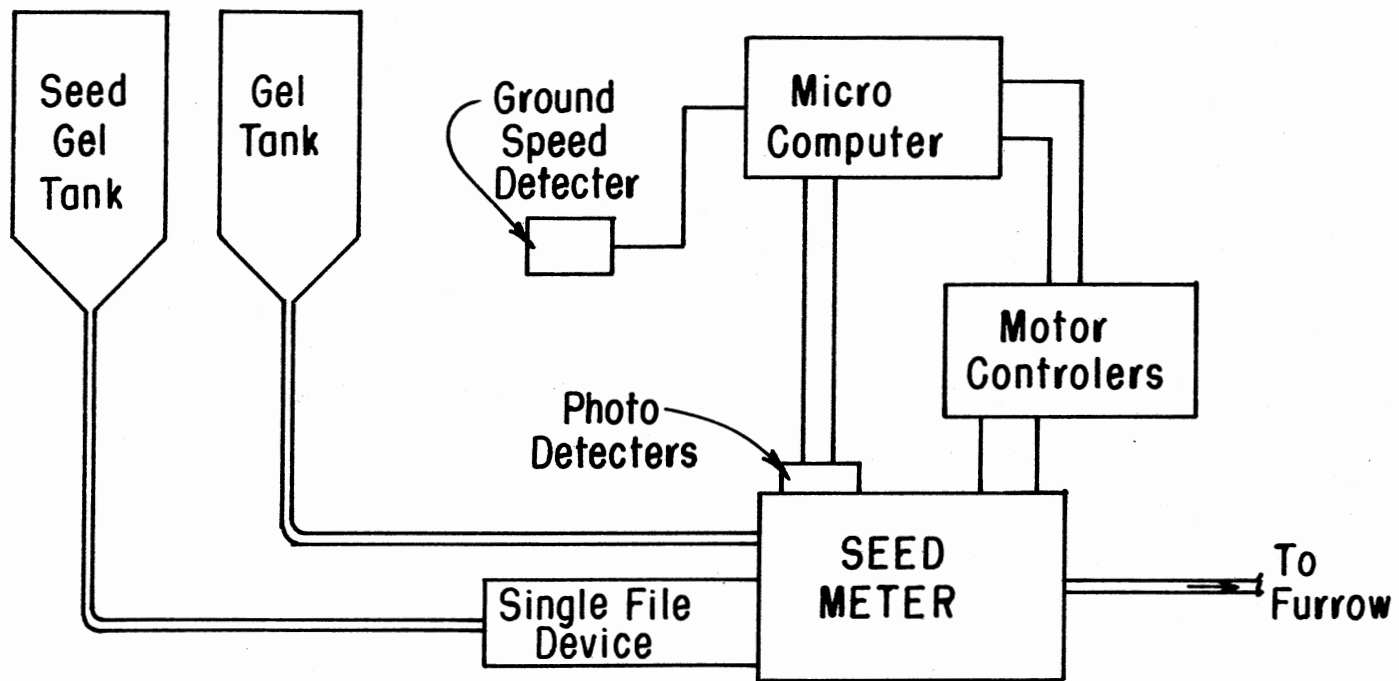 Seed
Gel
Tank
Gel
Tank
Ground
Speed
Detecter
Micro
Computer
Motor
Controlers
Photo
Detecters
SEED
METER
Single File
Device
To
Furrow